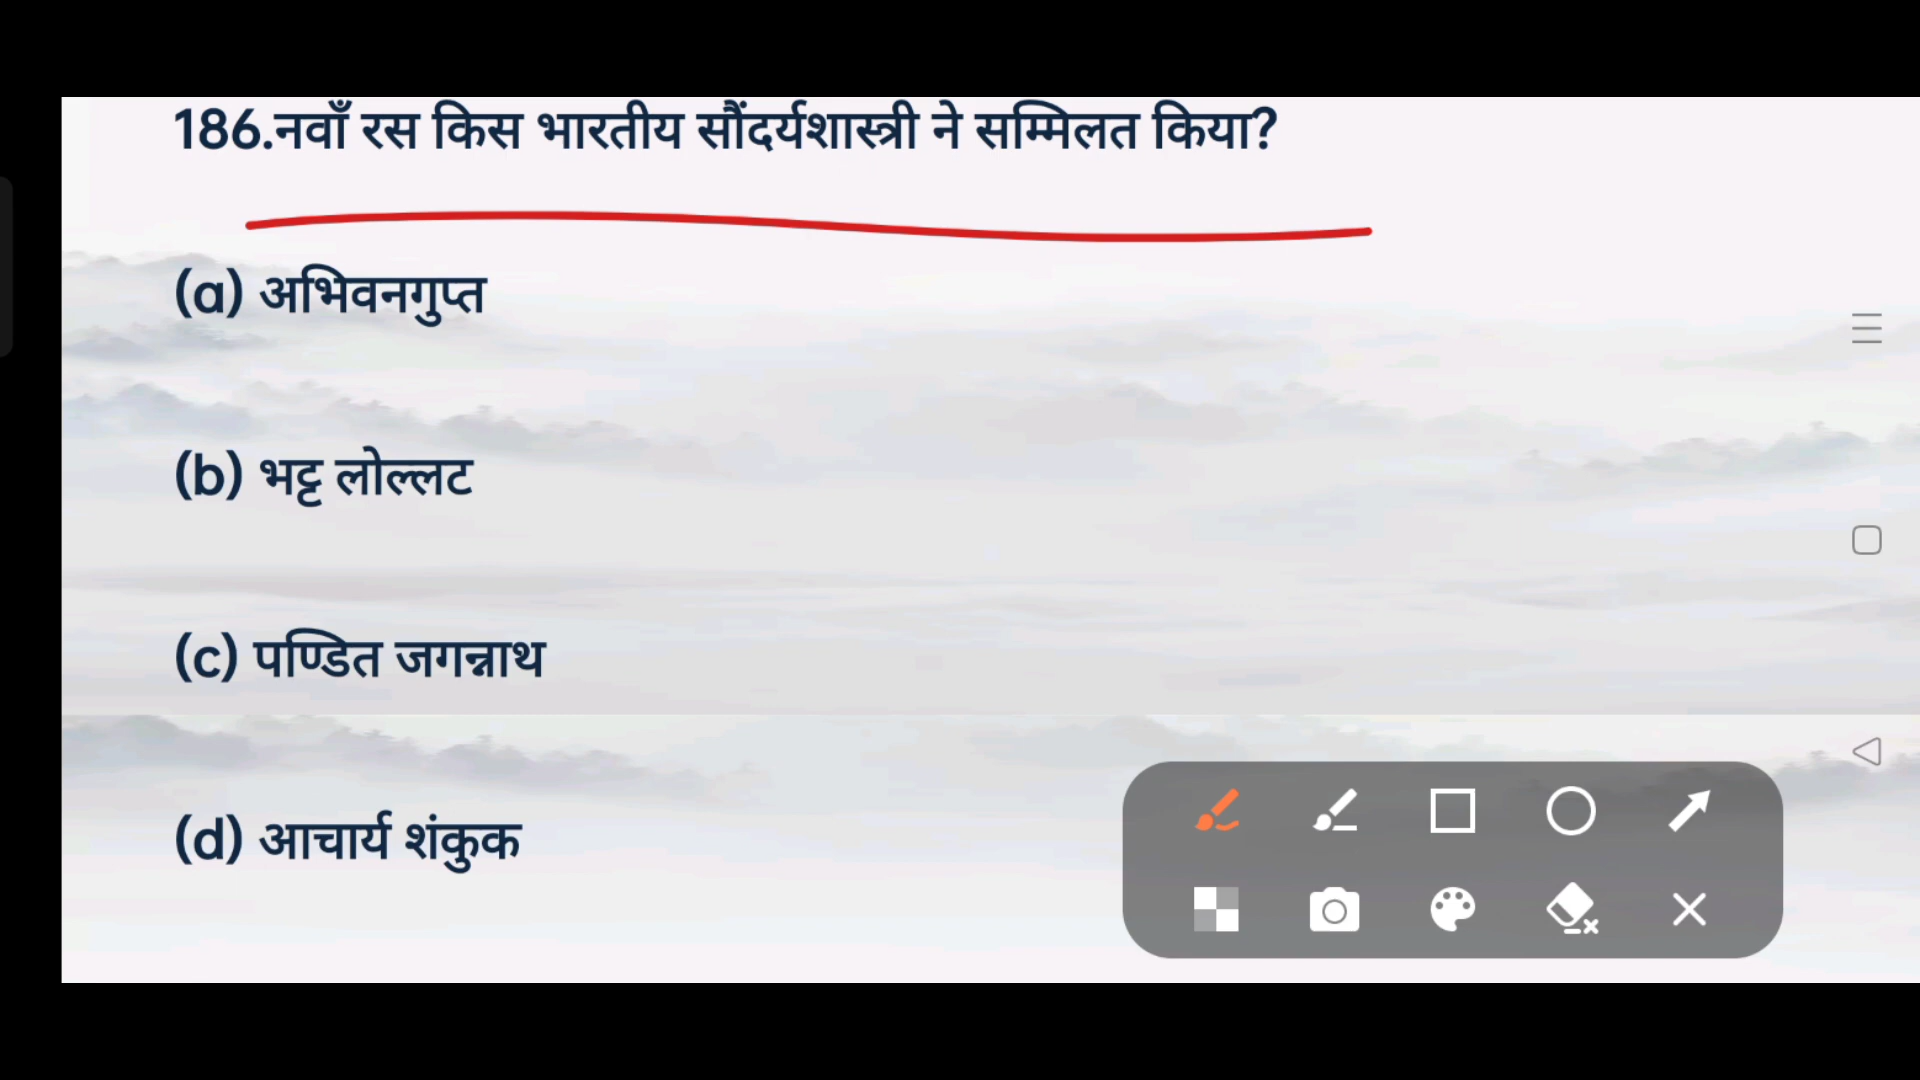 186.नवाँ रस किस भारतीय सौंदर्यशास्त्री ने सम्मिलत किया?
(a) अभिवनगुप्त
(b) भट्ट लोल्लट
(c) पण्डित जगन्नाथ
(d) आचार्य शंकुक